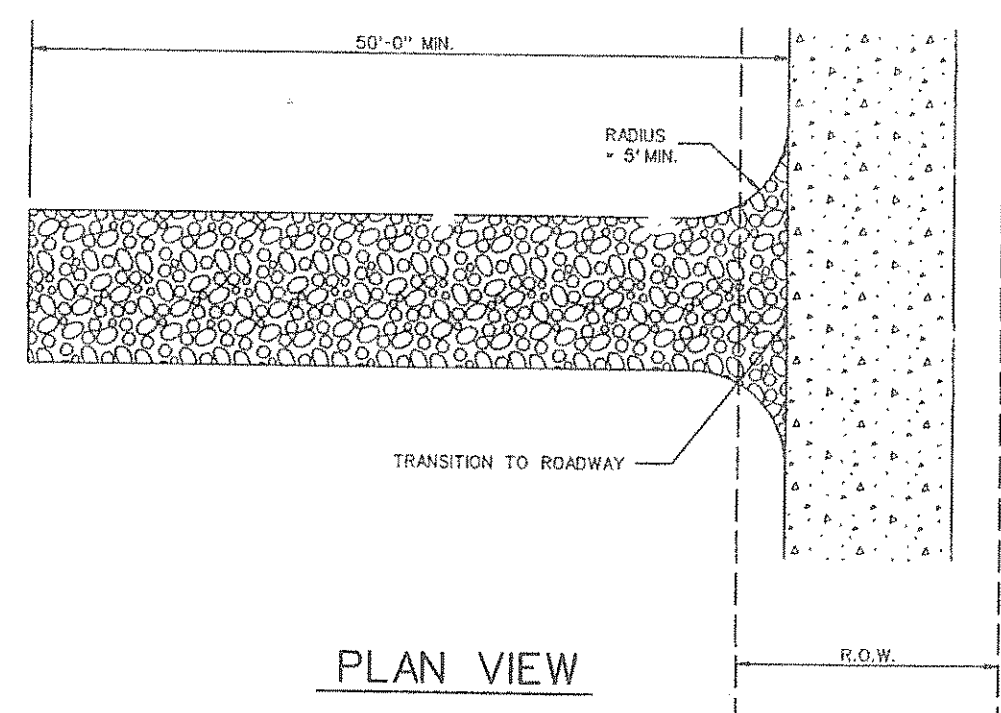 50'-0" MIN.
RADIUS
= 5' MIN.
TRANSITION TO ROADWAY
R.O.W.
PLAN VIEW